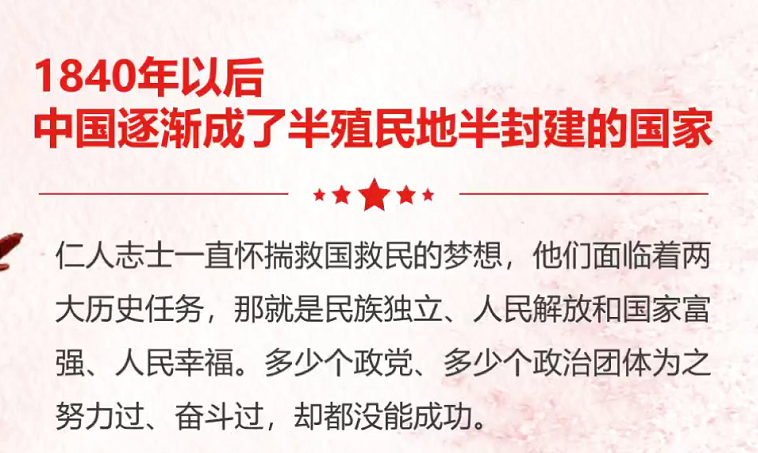 1840年以后
中国逐渐成了半殖民地半封建的国家
仁人志士一直怀揣救国救民的梦想，他们面临着两
大历史任务，那就是民族独立、人民解放和国家富
强、人民幸福。多少个政党、多少个政治团体为之
努力过、奋斗过，却都没能成功。